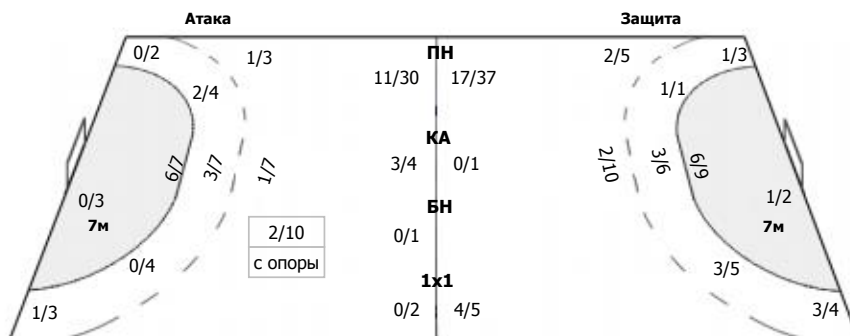 Атака
Защита
0/2
1/3
ПН
2/5
1/3
11/30
17/37
2/4
1/1
КА
6/7
3/7
1/7
3/4
0/1
2/10
3/6
6/9
0/3
1/2
7м
БН
7м
2/10
0/1
с опоры
0/4
3/5
1x1
1/3
0/2
4/5
3/4